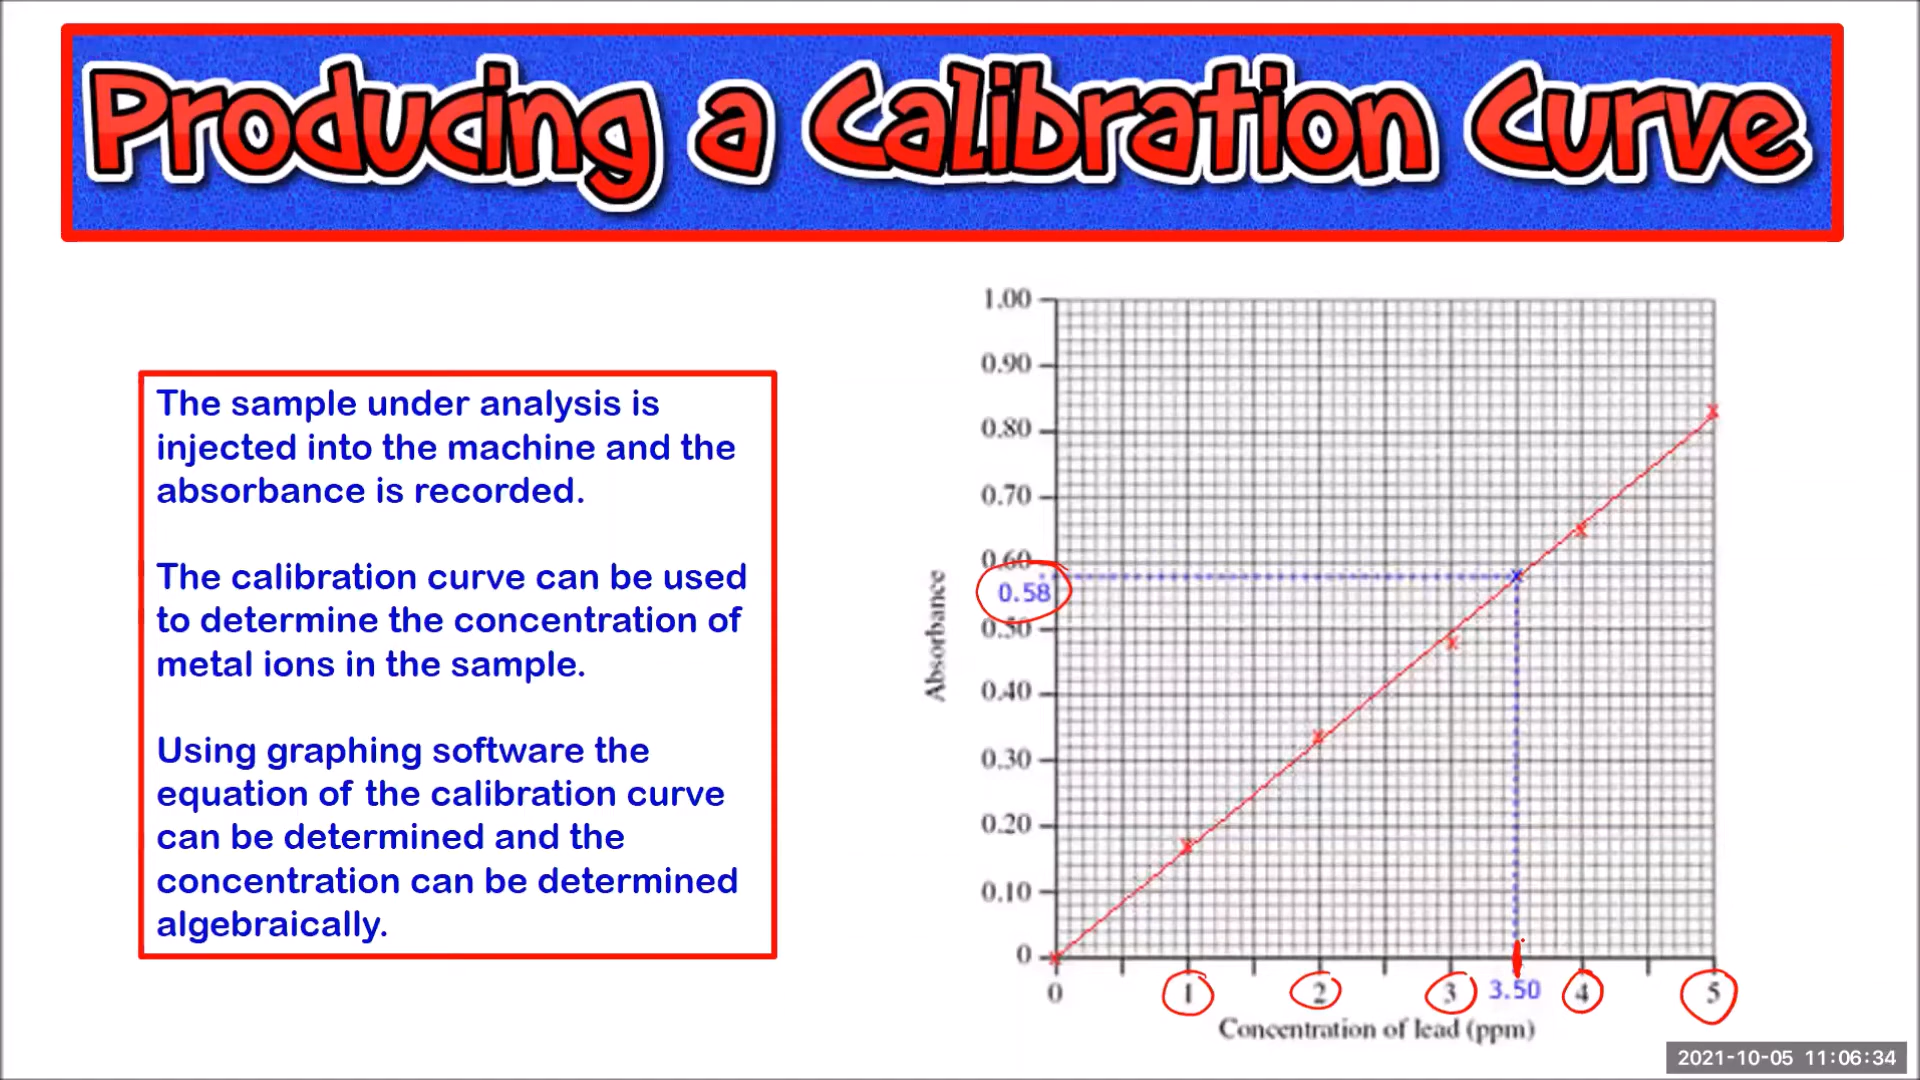 Producing a Calibration Curve
The sample under analysis is
injected into the machine and the
absorbance is recorded.
The calibration curve can be used
to determine the concentration of
metal ions in the sample.
Using graphing software the
equation of the calibration curve
can be determined and the
concentration can be determined
algebraically.
Absorbance
1.00
0.90
0.80
0.70
0.60
0.58
0.50
0.40
0.30
0.20
0.10
0
0 1 2 3 3.50 4 5
Concentration of lead (ppm)
2021-10-05 11:06:34